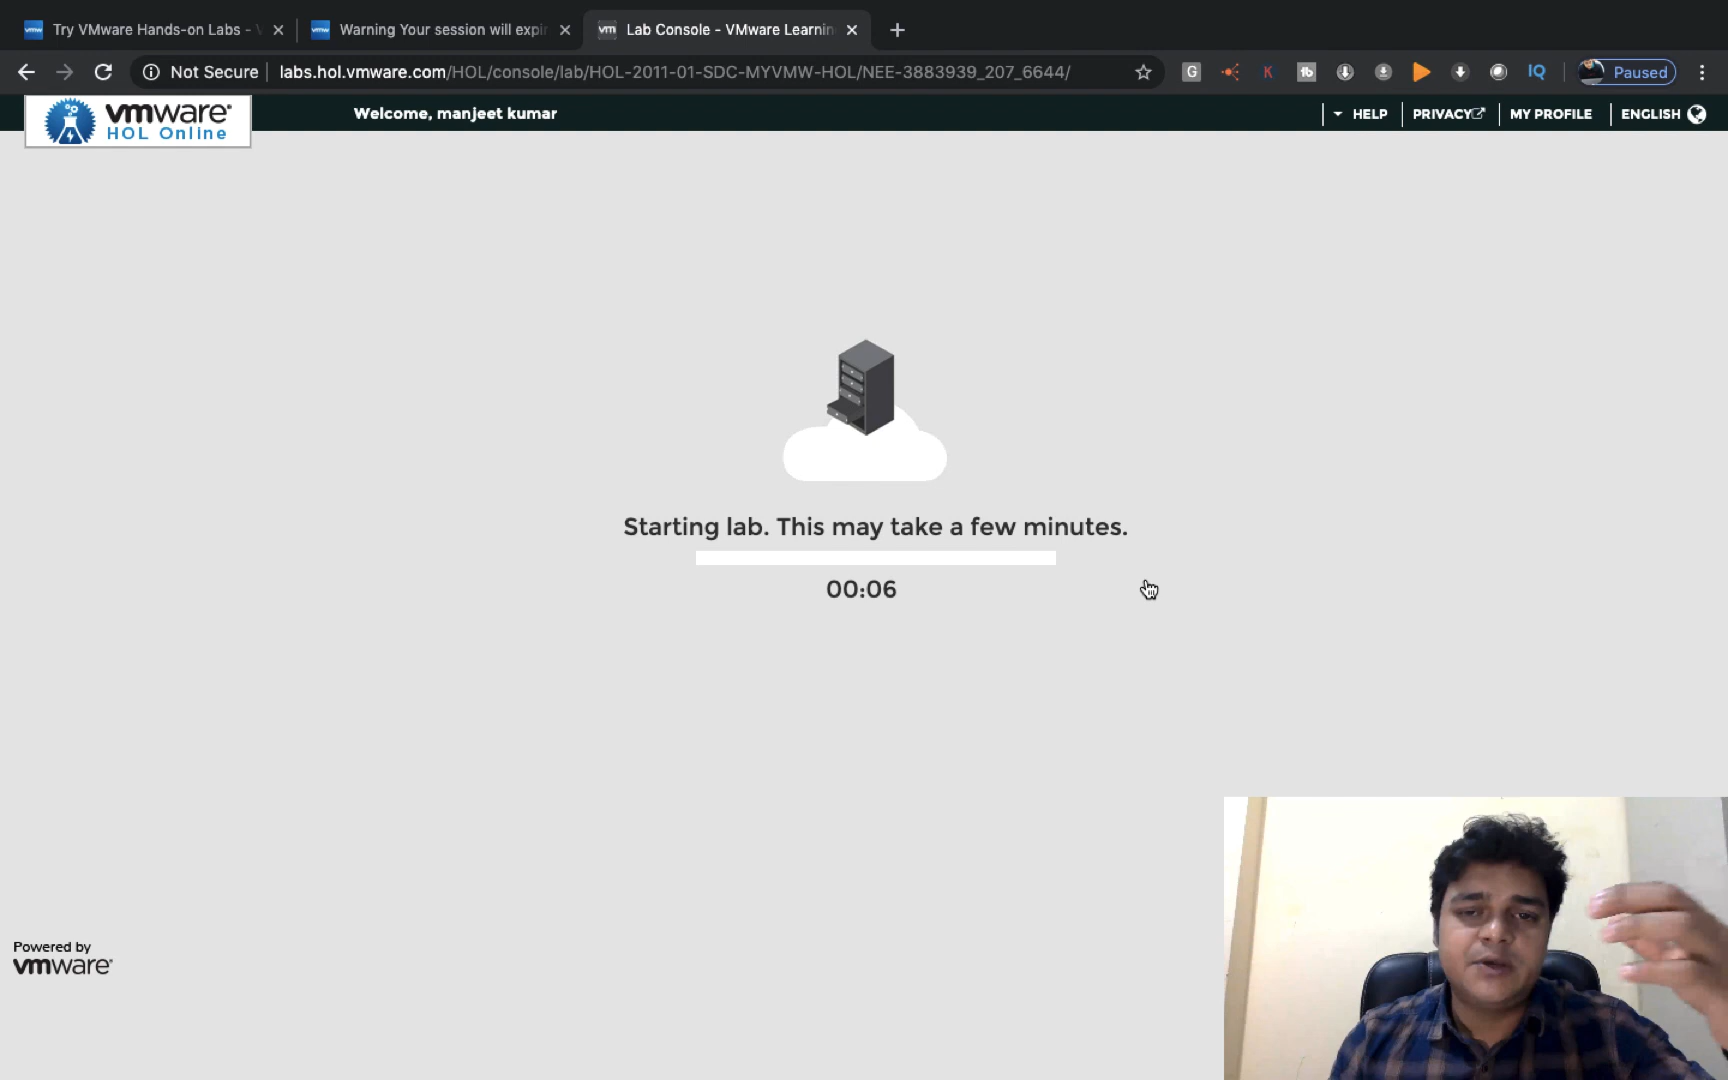 Try VMware Hands-on Labs -
Warning Your session will expi
Lab Console - VMware Learnin
Not Secure
labs.hol.vmware.com/HOL/console/lab/HOL-2011-01-SDC-MYVMW-HOL/NEE-3883939_207_6644/
G
K
tb
IQ
Paused
vmware
HOL Online
Welcome, manjeet kumar
HELP
PRIVACY
MY PROFILE
ENGLISH
Starting lab. This may take a few minutes.
00:06
Powered by
vmware